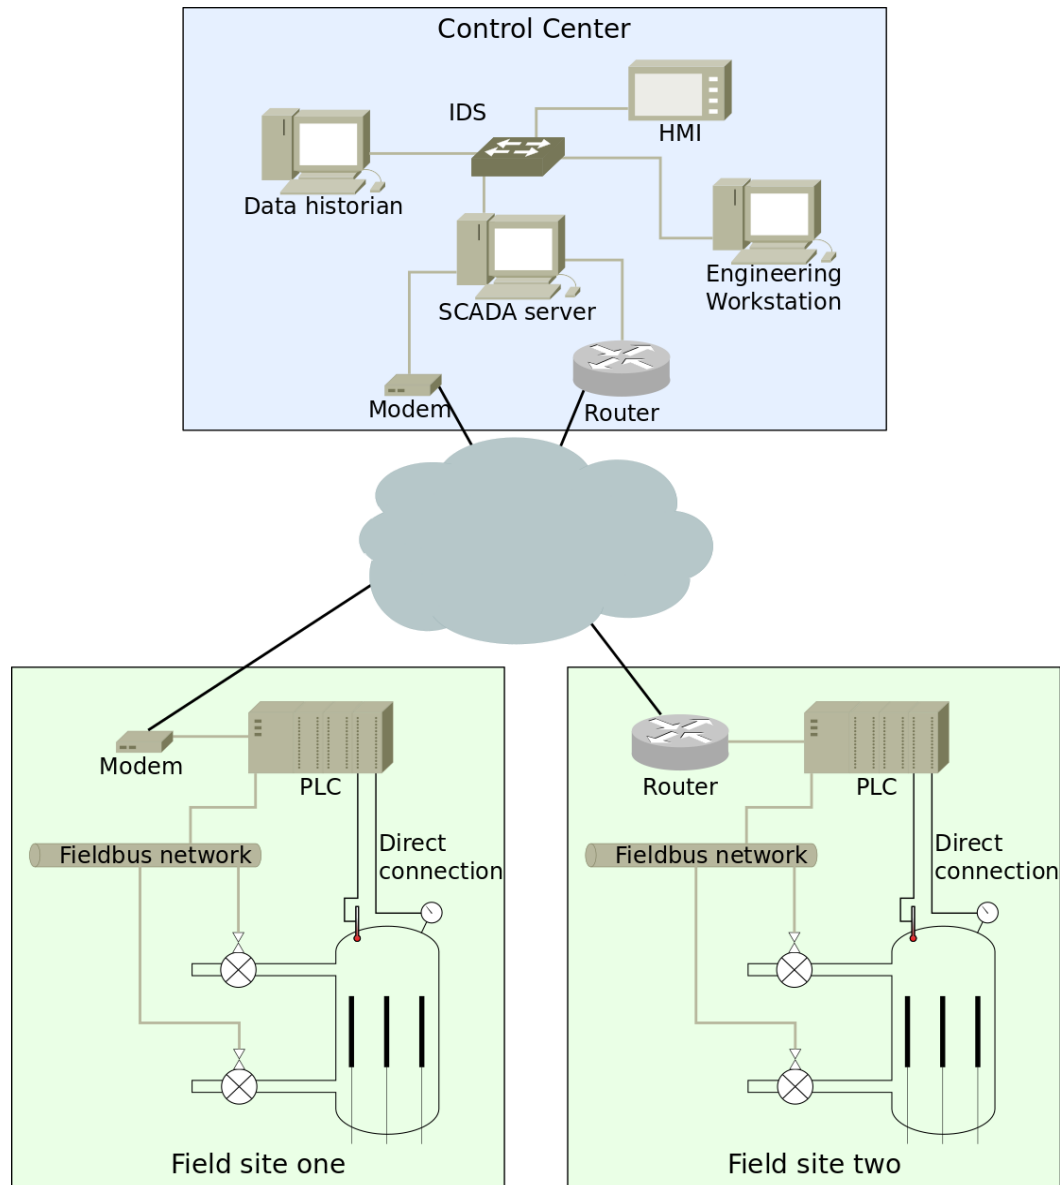 Control Center
IDS
HMI
Data historian
Engineering
Workstation
SCADA server
Modem
Router
Modem
PLC
Fieldbus network
Direct
connection
Field site one
Router
PLC
Fieldbus network
Direct
connection
Field site two